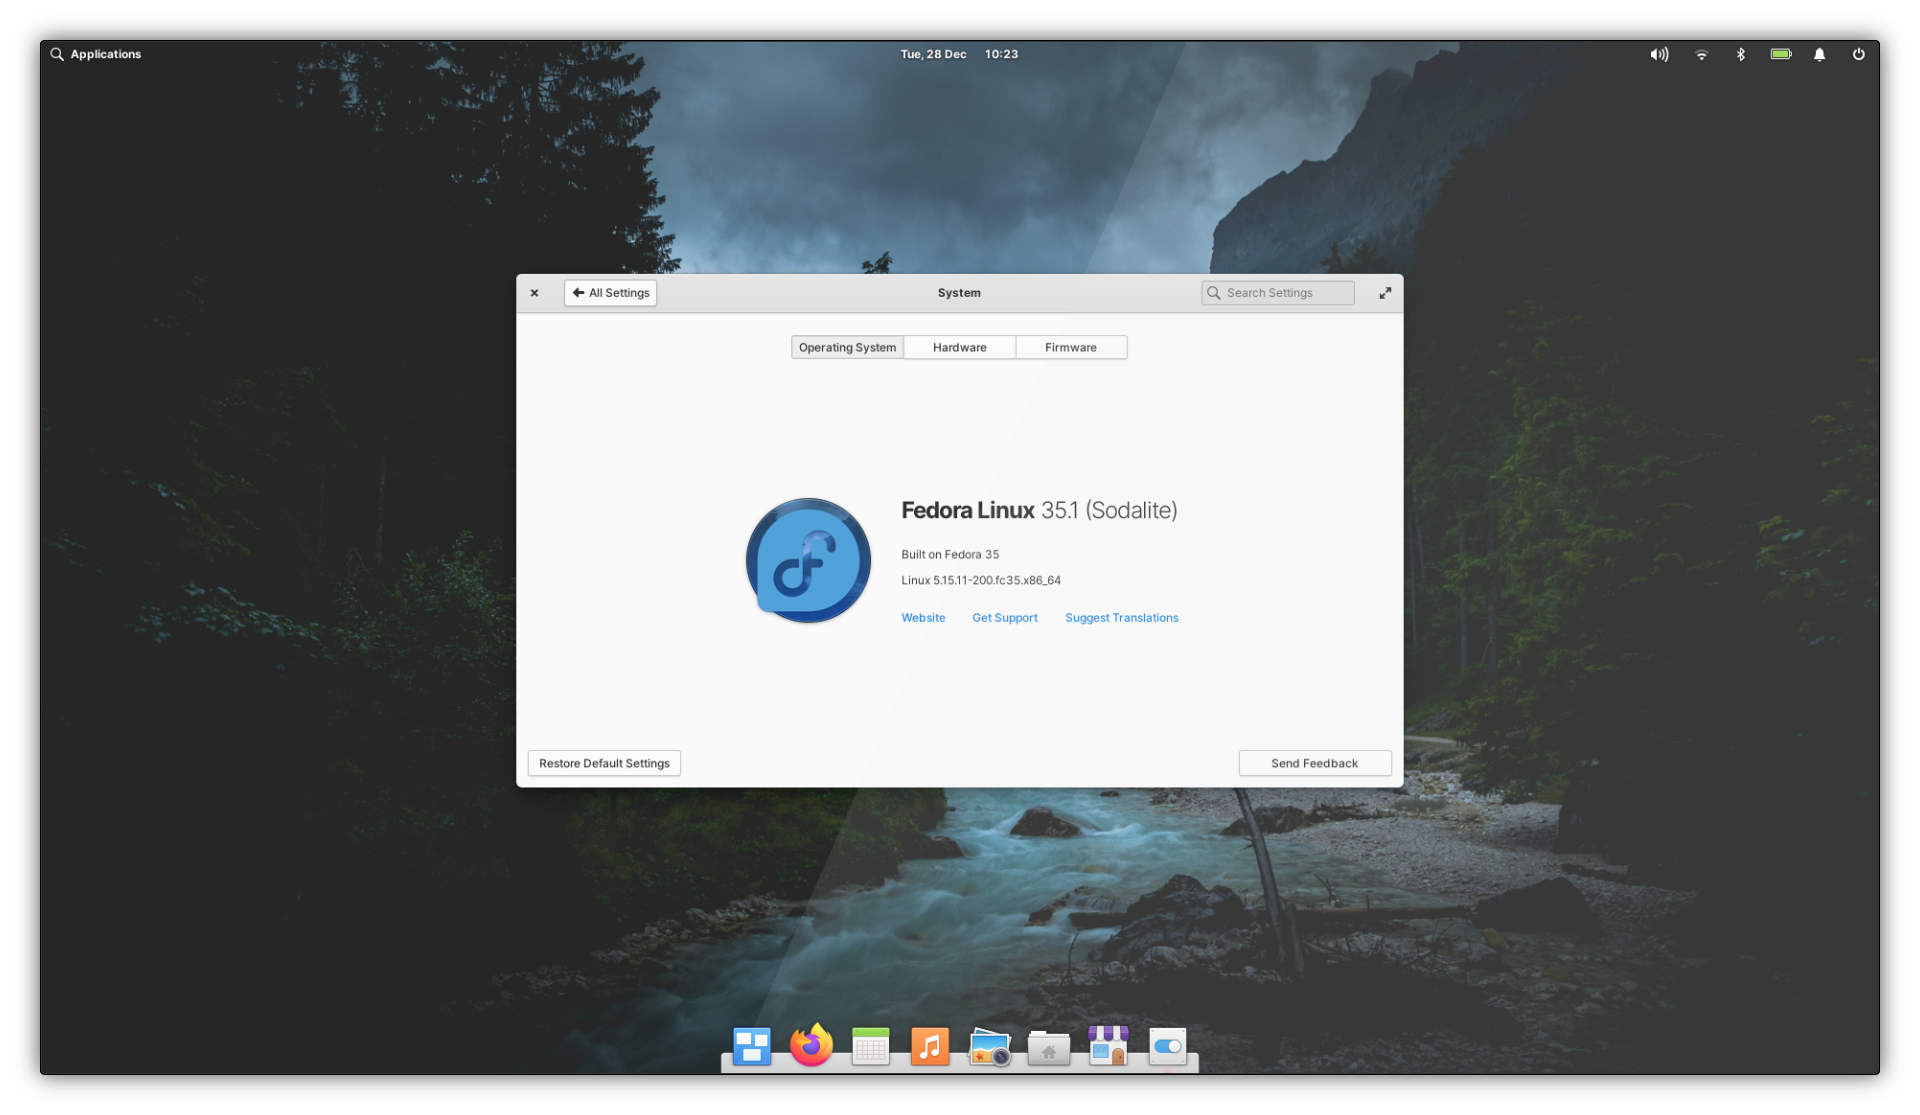 Applications
Tue, 28 Dec 10:23
All Settings
System
Search Settings
Operating System
Hardware
Firmware
Fedora Linux 35.1 (Sodalite)
Built on Fedora 35
Linux 5.15.11-200.fc35.x86_64
Website Get Support Suggest Translations
Restore Default Settings
Send Feedback